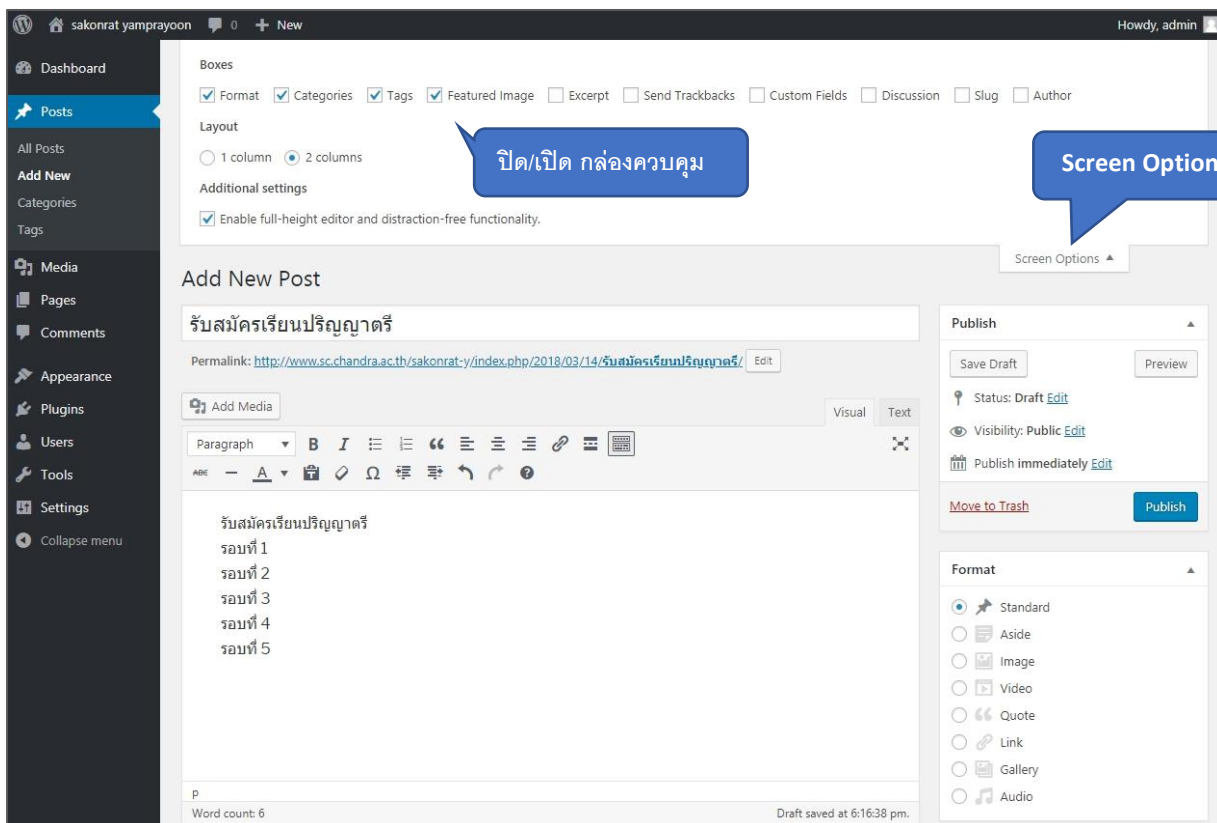 sakonrat yamprayoon 0 + New Howdy, admin
Dashboard
Posts
All Posts
Add New
Categories
Tags
Media
Pages
Comments
Appearance
Plugins
Users
Tools
Settings
Collapse menu
Boxes
Format Categories Tags Featured Image Excerpt Send Trackbacks Custom Fields Discussion Slug Author
Layout
1 column 2 columns
Additional settings
Enable full-height editor and distraction-free functionality.
ปิด/เปิด กล่องควบคุม
Screen Option
Screen Options
Add New Post
รับสมัครเรียนปริญญาตรี
Permalink: http://www.sc.chandra.ac.th/sakonrat-y/index.php/2018/03/14/รับสมัครเรียนปริญญาตรี/ Edit
Add Media
Visual Text
Paragraph B I
ABC A Ω
รับสมัครเรียนปริญญาตรี
รอบที่ 1
รอบที่ 2
รอบที่ 3
รอบที่ 4
รอบที่ 5
p
Word count: 6 Draft saved at 6:16:38 pm.
Publish
Save Draft Preview
Status: Draft Edit
Visibility: Public Edit
Publish immediately Edit
Move to Trash Publish
Format
Standard
Aside
Image
Video
Quote
Link
Gallery
Audio